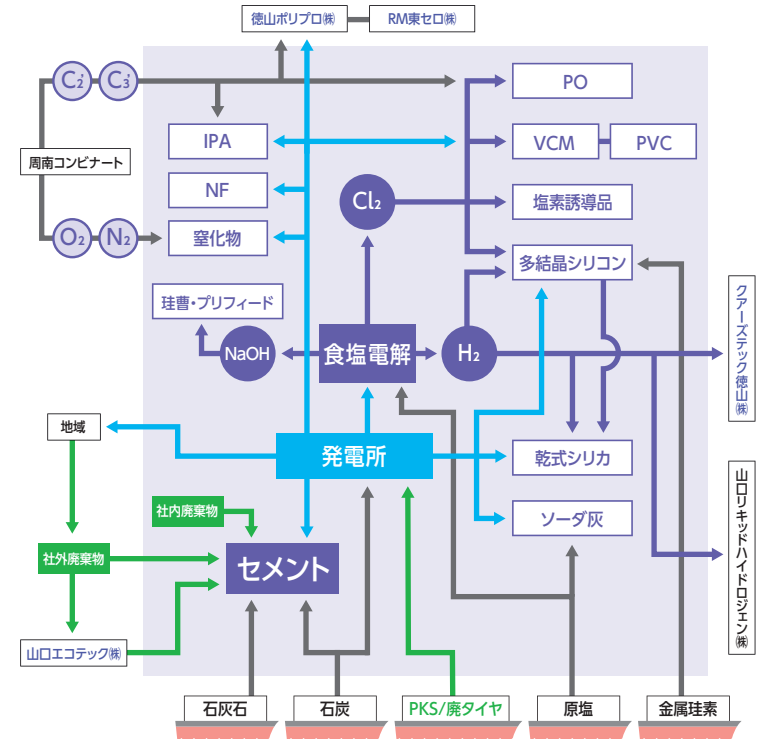 徳山ポリプロ㈱
RM東セロ㈱
C₂'
C₃'
PO
IPA
VCM
PVC
周南コンビナート
NF
Cl₂
塩素誘導品
O₂
N₂
窒化物
多結晶シリコン
珪曹・プリフィード
NaOH
食塩電解
H₂
クアーズテック徳山㈱
地域
発電所
乾式シリカ
山口リキッドハイドロジェン㈱
社内廃棄物
ソーダ灰
社外廃棄物
セメント
山口エコテック㈱
石灰石
石炭
PKS/廃タイヤ
原塩
金属珪素